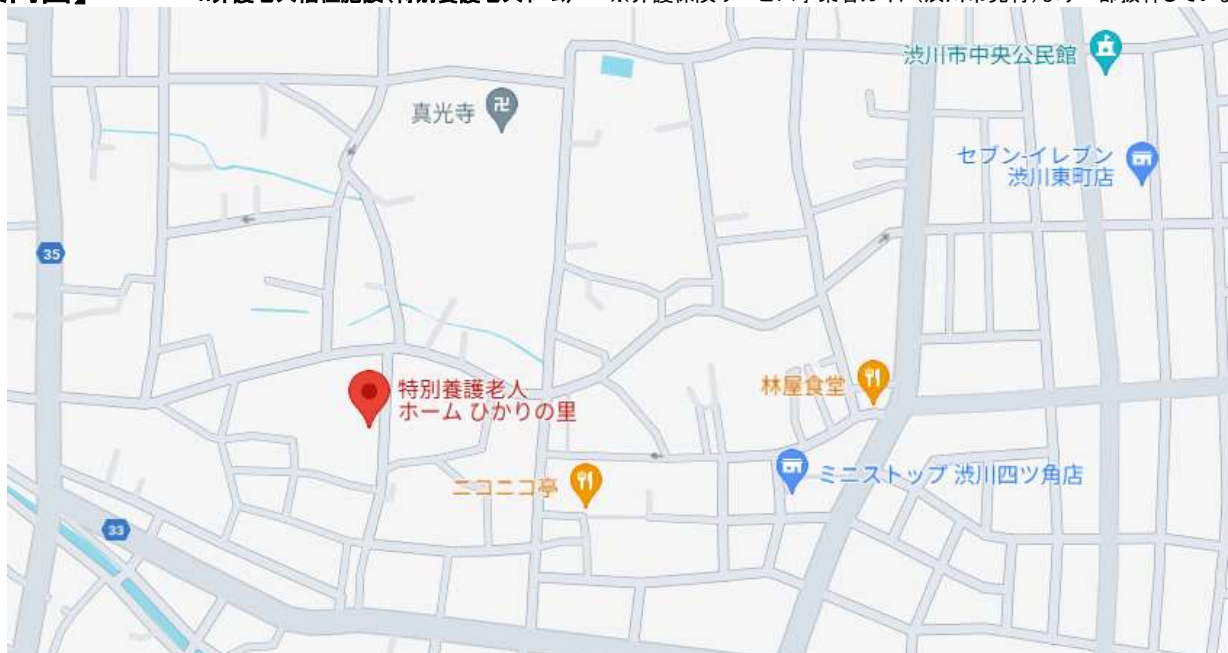 渋川市中央公民館
真光寺
セブン-イレブン
渋川東町店
35
特別養護老人
ホーム ひかりの里
林屋食堂
ニコニコ亭
ミニストップ 渋川四ツ角店
33